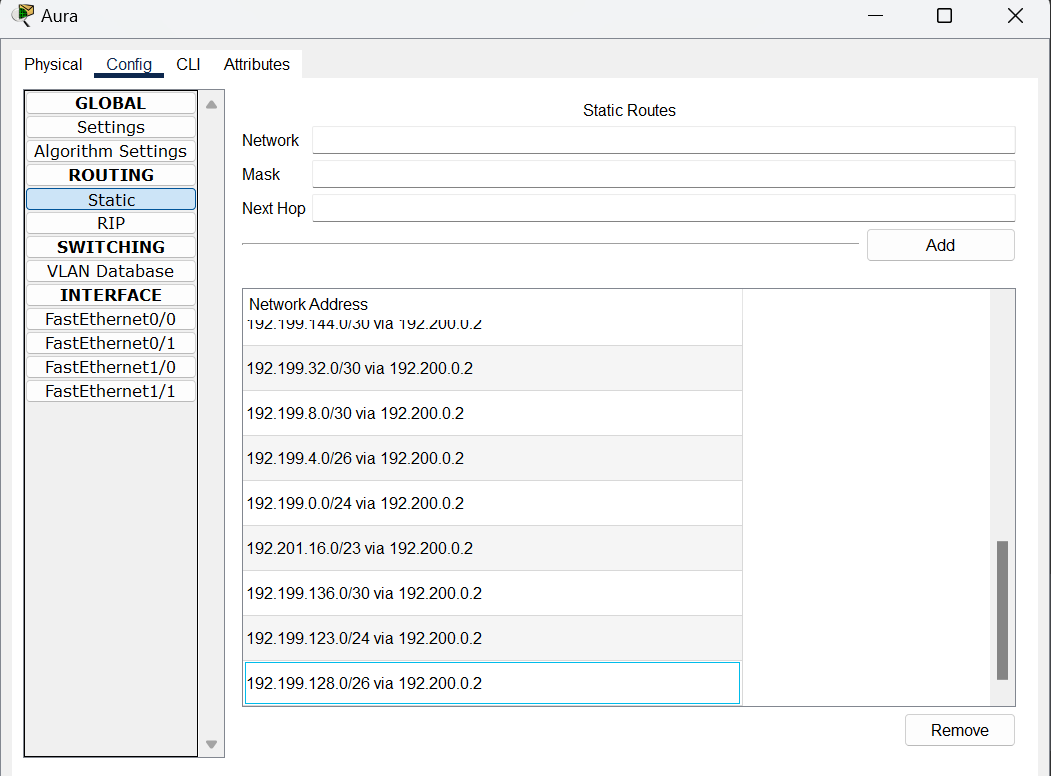 Aura
Physical Config CLI Attributes
GLOBAL
Settings
Algorithm Settings
ROUTING
Static
RIP
SWITCHING
VLAN Database
INTERFACE
FastEthernet0/0
FastEthernet0/1
FastEthernet1/0
FastEthernet1/1
Static Routes
Network
Mask
Next Hop
Add
Network Address
192.199.144.0/30 via 192.200.0.2
192.199.32.0/30 via 192.200.0.2
192.199.8.0/30 via 192.200.0.2
192.199.4.0/26 via 192.200.0.2
192.199.0.0/24 via 192.200.0.2
192.201.16.0/23 via 192.200.0.2
192.199.136.0/30 via 192.200.0.2
192.199.123.0/24 via 192.200.0.2
192.199.128.0/26 via 192.200.0.2
Remove